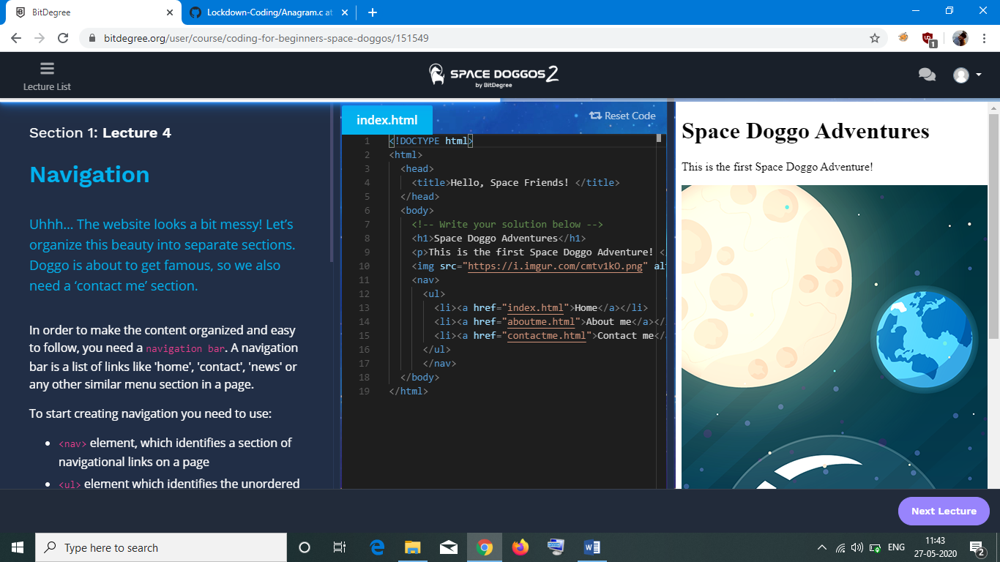 BitDegree
Lockdown-Coding/Anagram.c at
bitdegree.org/user/course/coding-for-beginners-space-doggos/151549
1
Lecture List
SPACE DOGGOS 2
by BitDegree
Section 1: Lecture 4
Navigation
Uhhh... The website looks a bit messy! Let's
organize this beauty into separate sections.
Doggo is about to get famous, so we also
need a ‘contact me’ section.
In order to make the content organized and easy
to follow, you need a navigation bar. A navigation
bar is a list of links like 'home', 'contact', 'news' or
any other similar menu section in a page.
To start creating navigation you need to use:
<nav> element, which identifies a section of
navigational links on a page
<ul> element which identifies the unordered
index.html
Reset Code
1 <!DOCTYPE html>
2 <html>
3 <head>
4 <title>Hello, Space Friends! </title>
5 </head>
6 <body>
7 <!-- Write your solution below -->
8 <h1>Space Doggo Adventures</h1>
9 <p>This is the first Space Doggo Adventure! <
10 <img src="https://i.imgur.com/cmtv1kO.png" alt
11 <nav>
12 <ul>
13 <li><a href="index.html">Home</a></li>
14 <li><a href="aboutme.html">About me</a></
15 <li><a href="contactme.html">Contact me</
16 </ul>
17 </nav>
18 </body>
19 </html>
Space Doggo Adventures
This is the first Space Doggo Adventure!
Next Lecture
Type here to search
ENG
11:43
27-05-2020
2